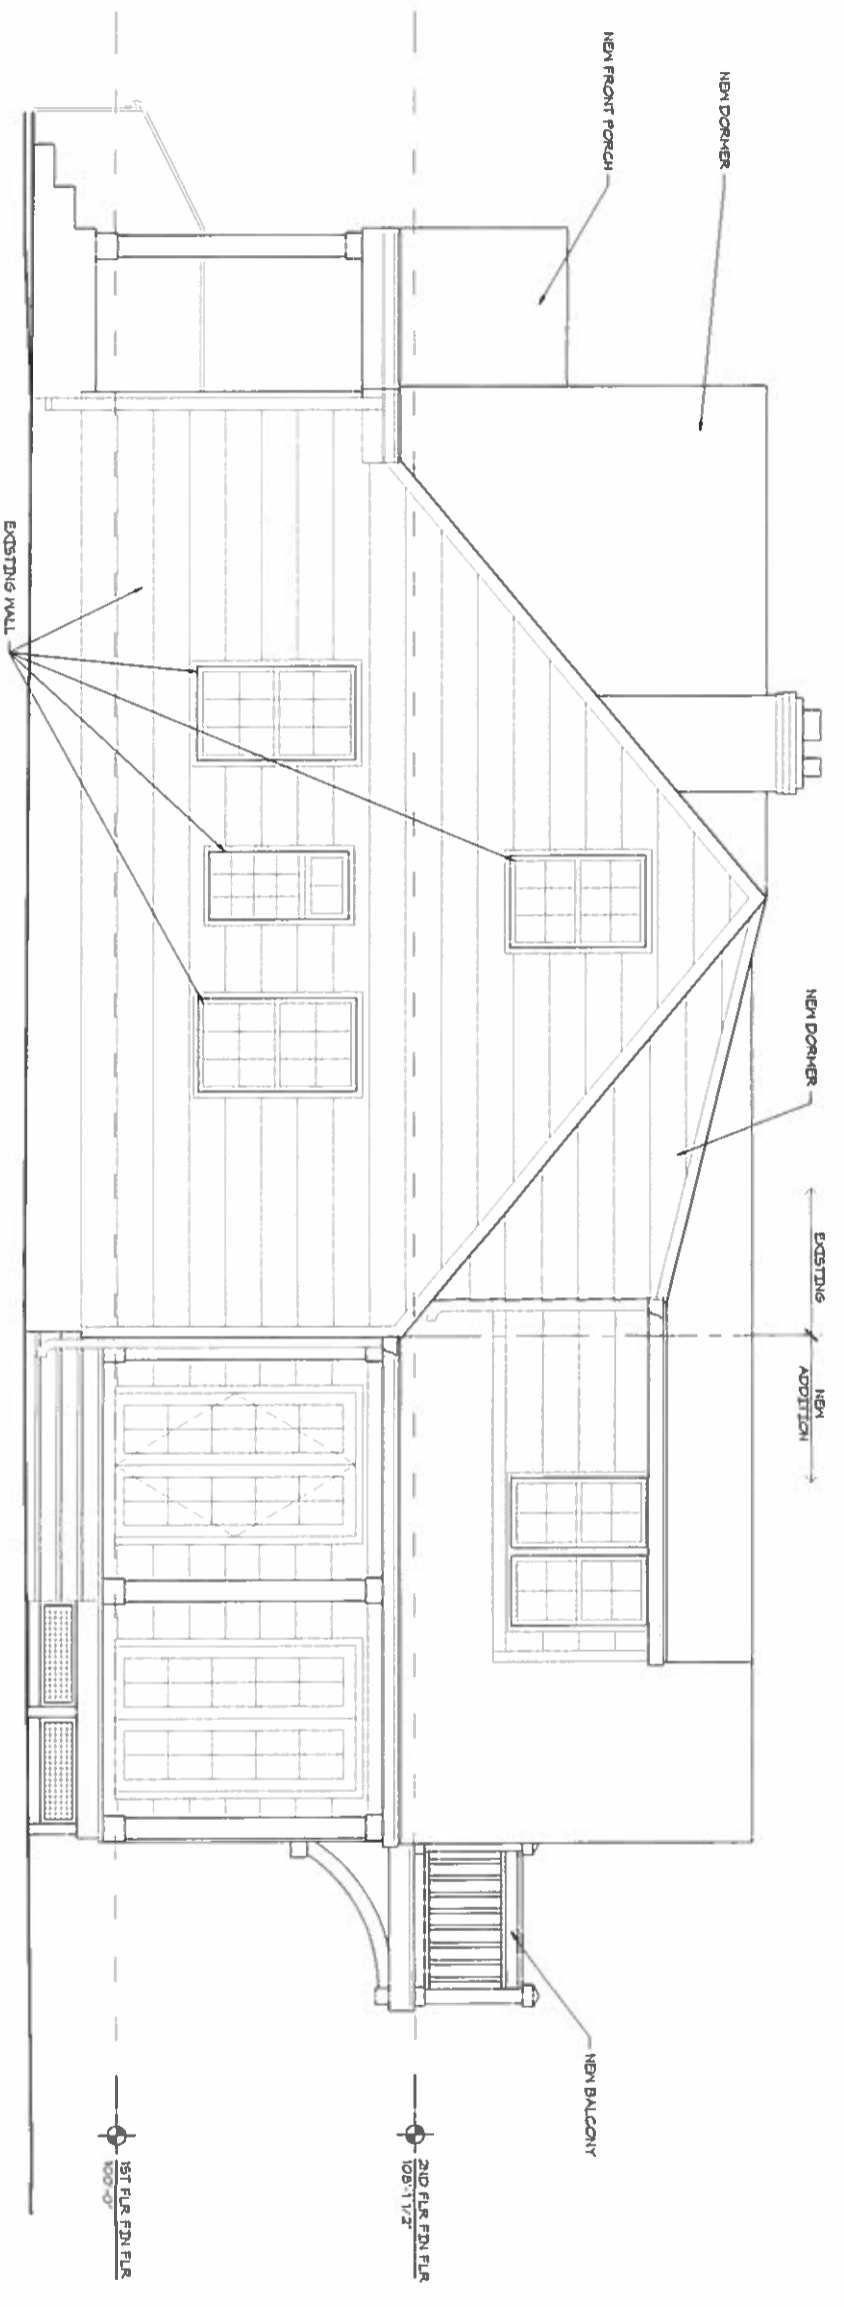 NEW DORMER
NEW FRONT PORCH
EXISTING WALL
NEW DORMER
EXISTING
NEW
ADDITION
NEW BALCONY
2ND FLR FIN FLR
108'-1 1/2"
1ST FLR FIN FLR
100'-0"